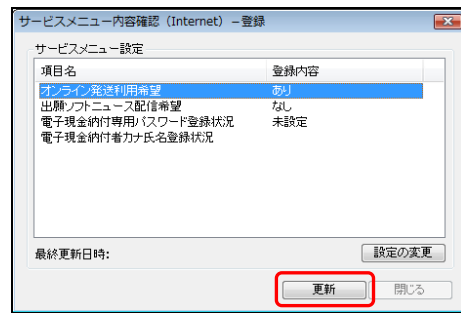 サービスメニュー内容確認（Internet）－登録
サービスメニュー設定
項目名 登録内容
オンライン発送利用希望 あり
出願ソフトニュース配信希望 なし
電子現金納付専用パスワード登録状況 未設定
電子現金納付者カナ氏名登録状況
最終更新日時: 設定の変更
更新 閉じる